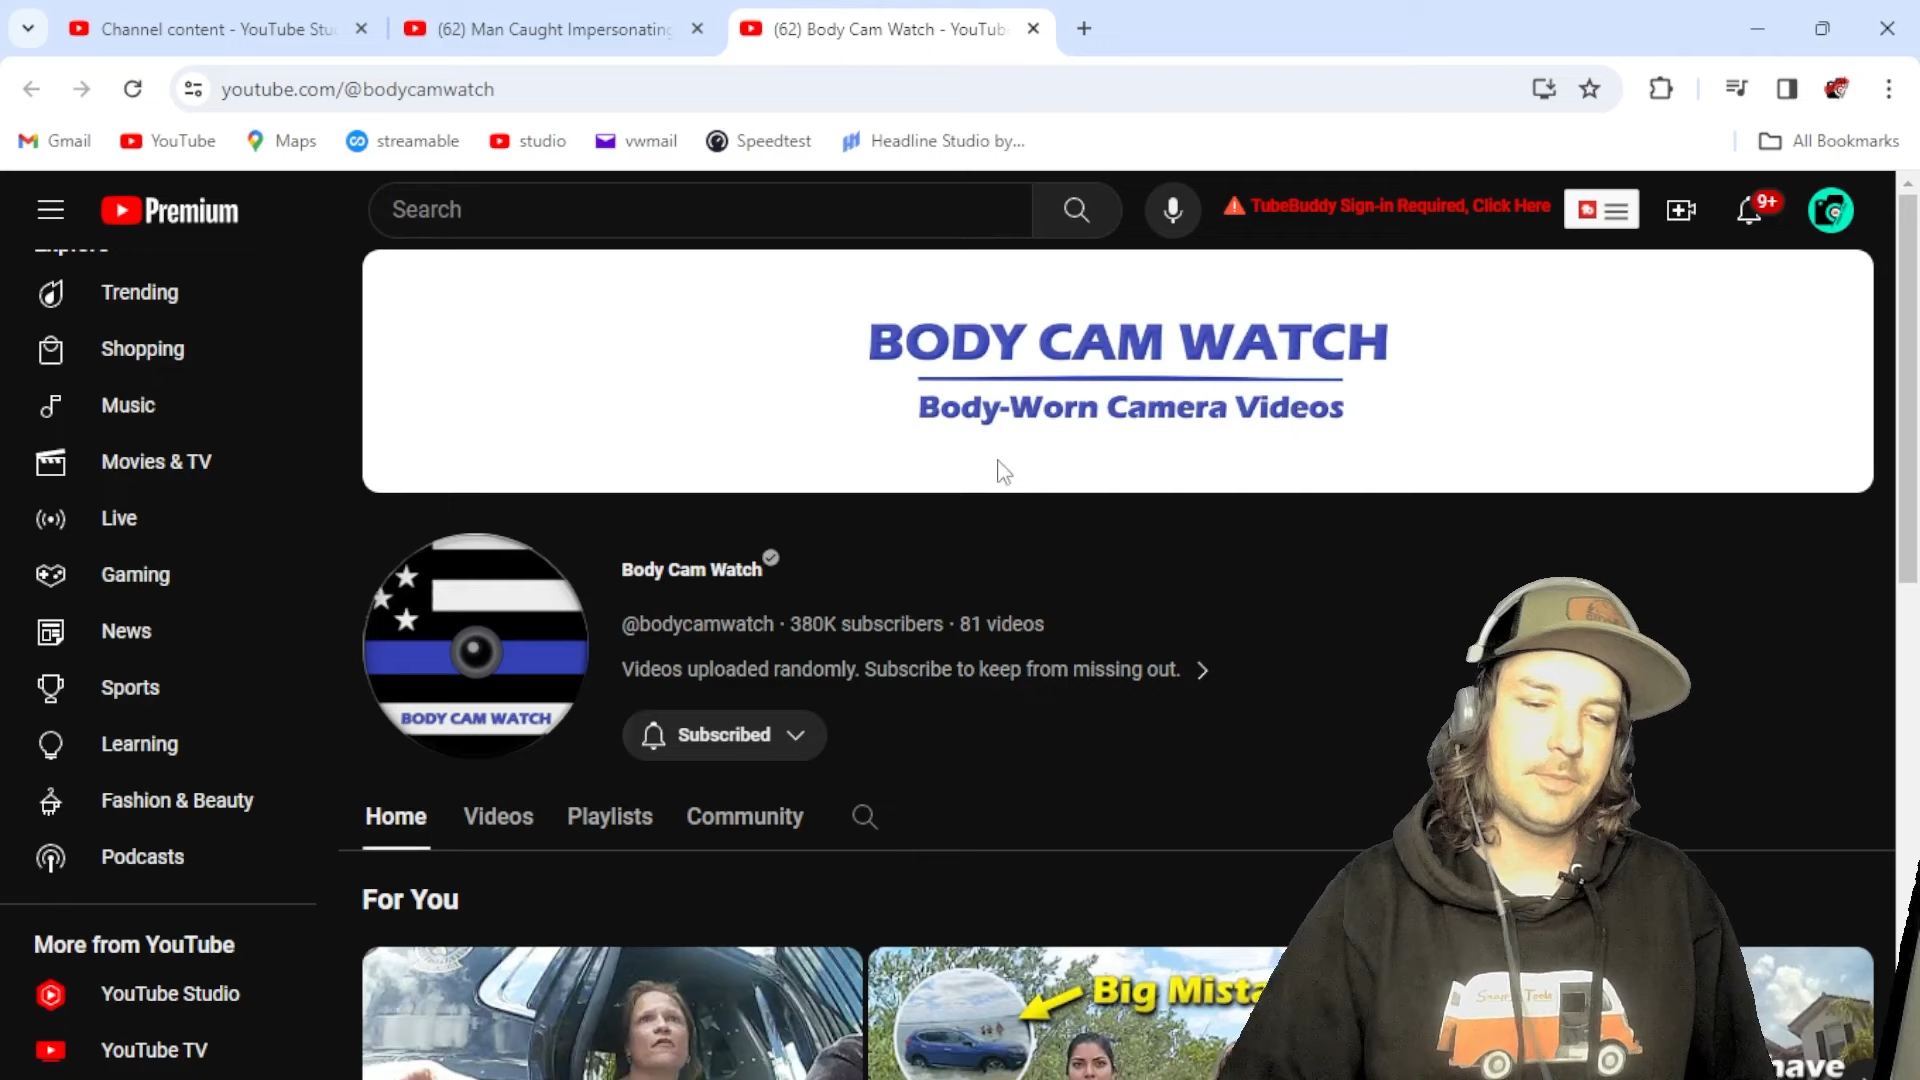 Channel content - YouTube Stu
(62) Man Caught Impersonating
(62) Body Cam Watch - YouTub
youtube.com/@bodycamwatch
Gmail
YouTube
Maps
streamable
studio
vwmail
Speedtest
Headline Studio by...
All Bookmarks
Premium
Search
TubeBuddy Sign-in Required, Click Here
9+
Explore
Trending
Shopping
Music
Movies & TV
Live
Gaming
News
Sports
Learning
Fashion & Beauty
Podcasts
More from YouTube
YouTube Studio
YouTube TV
BODY CAM WATCH
Body-Worn Camera Videos
BODY CAM WATCH
Body Cam Watch
@bodycamwatch · 380K subscribers · 81 videos
Videos uploaded randomly. Subscribe to keep from missing out.
Subscribed
Home
Videos
Playlists
Community
For You
Big Mista
have